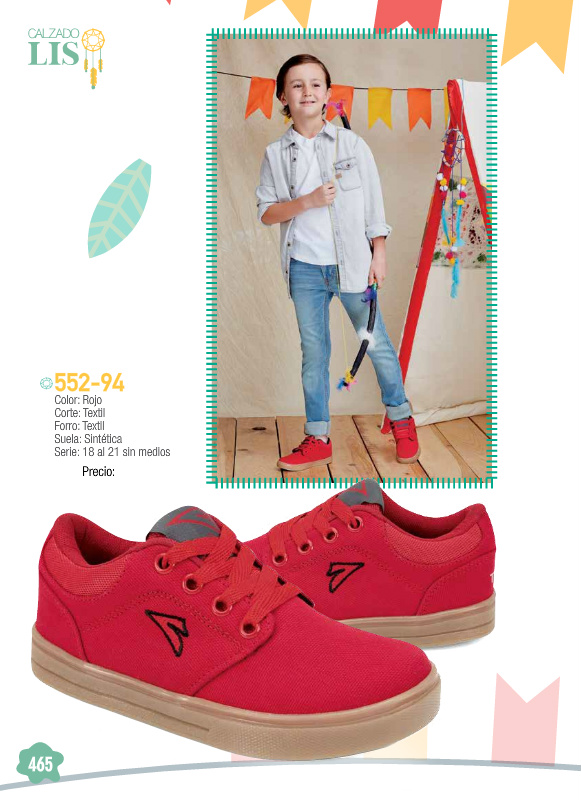 CALZADO
LIS
552-94
Color: Rojo
Corte: Textil
Forro: Textil
Suela: Sintética
Serie: 18 al 21 sin medios
Precio:
465